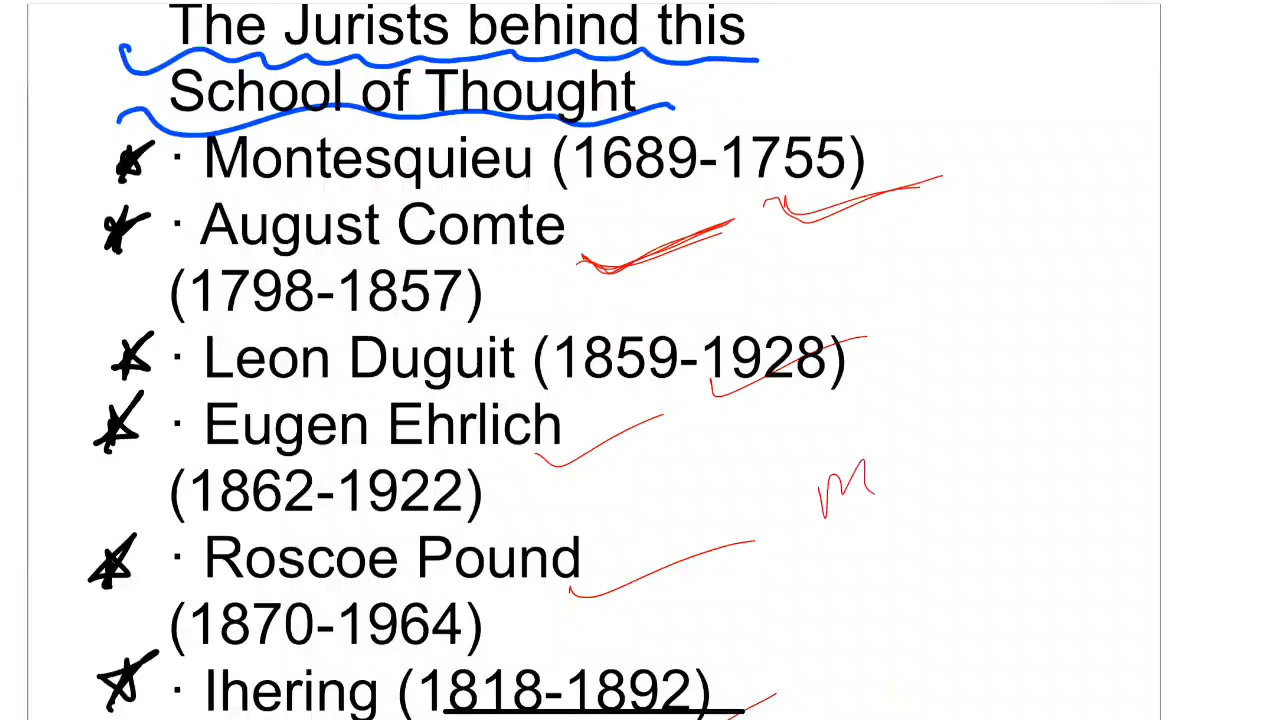 The Jurists behind this
School of Thought
· Montesquieu (1689-1755)
· August Comte
(1798-1857)
· Leon Duguit (1859-1928)
· Eugen Ehrlich
(1862-1922)
· Roscoe Pound
(1870-1964)
· Ihering (1818-1892)